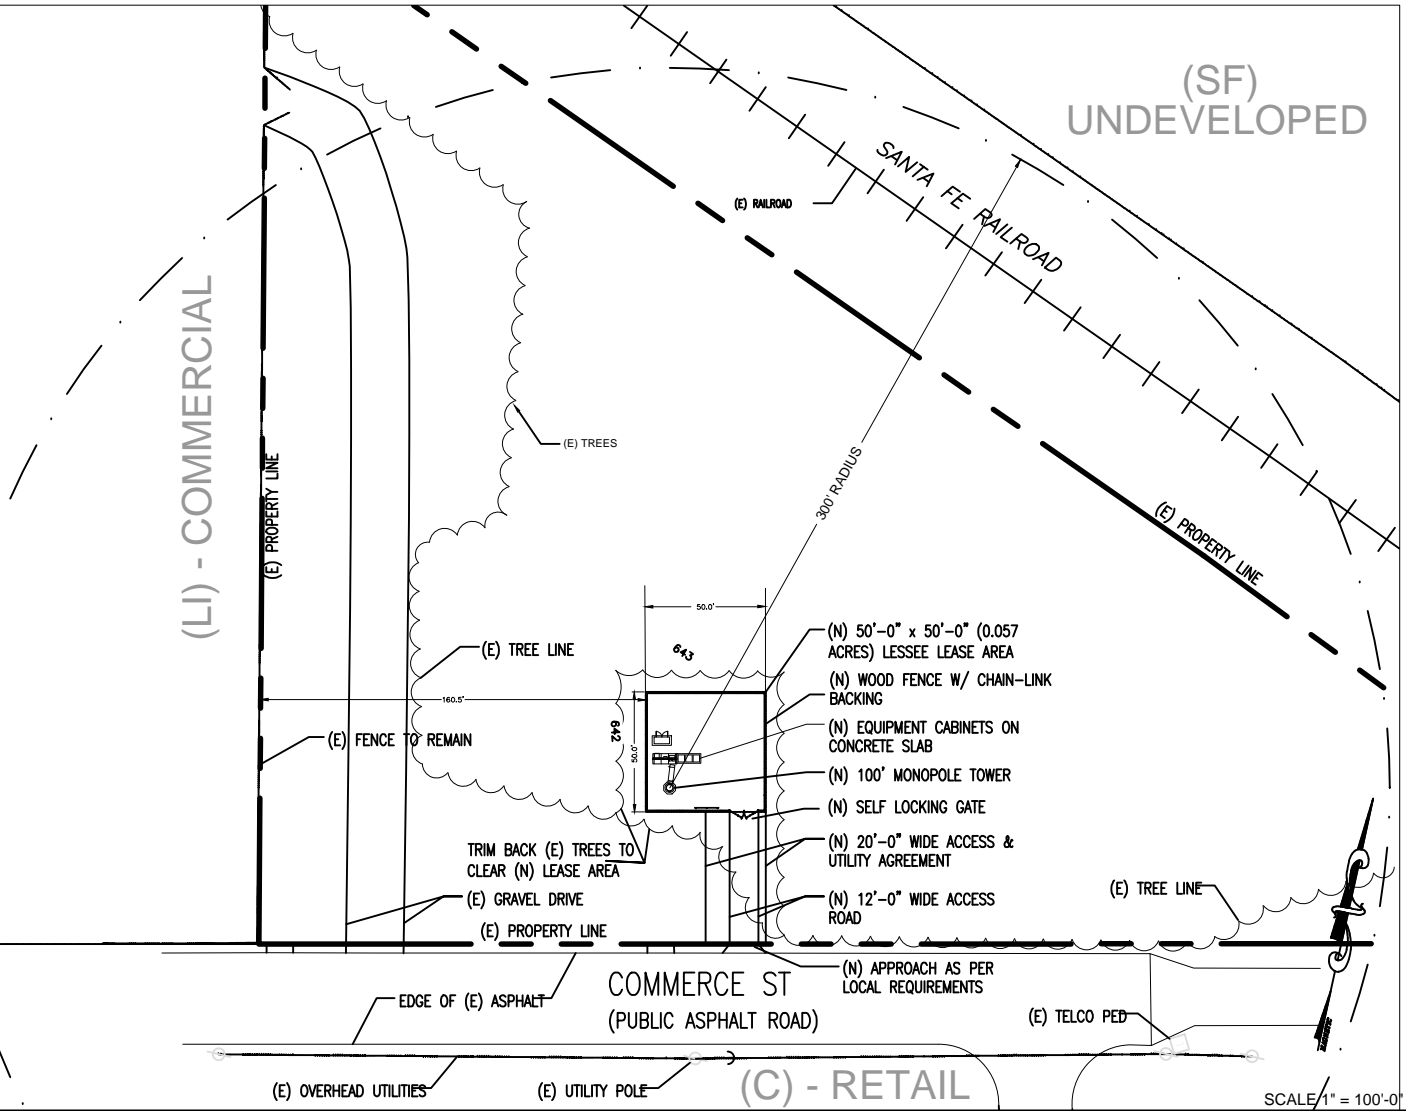 (SF)
UNDEVELOPED
SANTA FE RAILROAD
(E) RAILROAD
(LI) - COMMERCIAL
(E) PROPERTY LINE
(E) TREES
300' RADIUS
(E) PROPERTY LINE
50.0'
643
(N) 50'-0" x 50'-0" (0.057
ACRES) LESSEE LEASE AREA
(E) TREE LINE
(N) WOOD FENCE W/ CHAIN-LINK
BACKING
160.5'
642
50.0'
(E) FENCE TO REMAIN
(N) EQUIPMENT CABINETS ON
CONCRETE SLAB
(N) 100' MONOPOLE TOWER
(N) SELF LOCKING GATE
TRIM BACK (E) TREES TO
CLEAR (N) LEASE AREA
(N) 20'-0" WIDE ACCESS &
UTILITY AGREEMENT
(E) GRAVEL DRIVE
(N) 12'-0" WIDE ACCESS
ROAD
(E) TREE LINE
(E) PROPERTY LINE
(N) APPROACH AS PER
LOCAL REQUIREMENTS
COMMERCE ST
(PUBLIC ASPHALT ROAD)
EDGE OF (E) ASPHALT
(E) TELCO PED
(E) OVERHEAD UTILITIES
(E) UTILITY POLE
(C) - RETAIL
SCALE 1" = 100'-0"